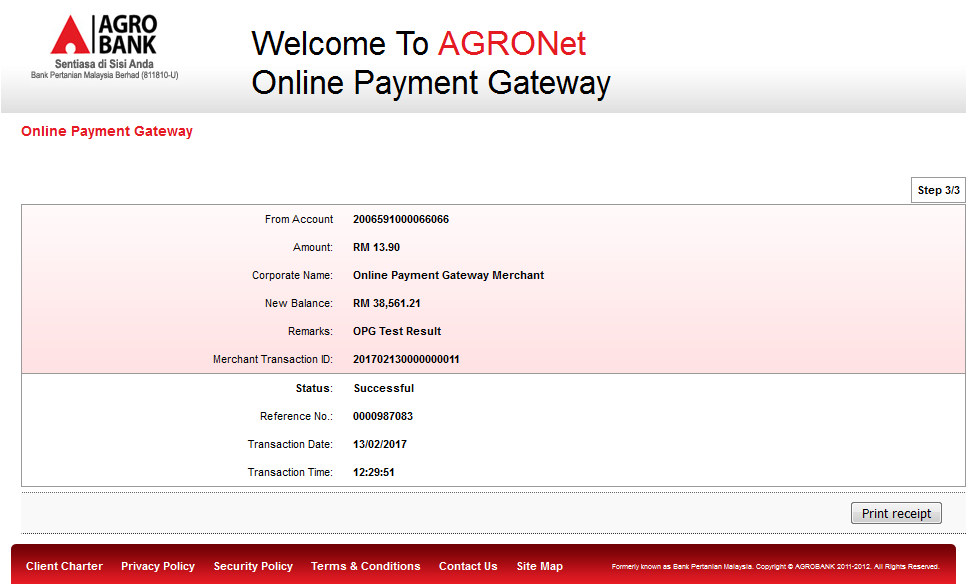 AGRO
BANK
Sentiasa di Sisi Anda
Bank Pertanian Malaysia Berhad (811810-U)
Welcome To AGRONet
Online Payment Gateway
Online Payment Gateway
Step 3/3
From Account 2006591000066066
Amount: RM 13.90
Corporate Name: Online Payment Gateway Merchant
New Balance: RM 38,561.21
Remarks: OPG Test Result
Merchant Transaction ID: 201702130000000011
Status: Successful
Reference No.: 0000987083
Transaction Date: 13/02/2017
Transaction Time: 12:29:51
Print receipt
Client Charter Privacy Policy Security Policy Terms & Conditions Contact Us Site Map Formerly known as Bank Pertanian Malaysia. Copyright © AGROBANK 2011-2012. All Rights Reserved.